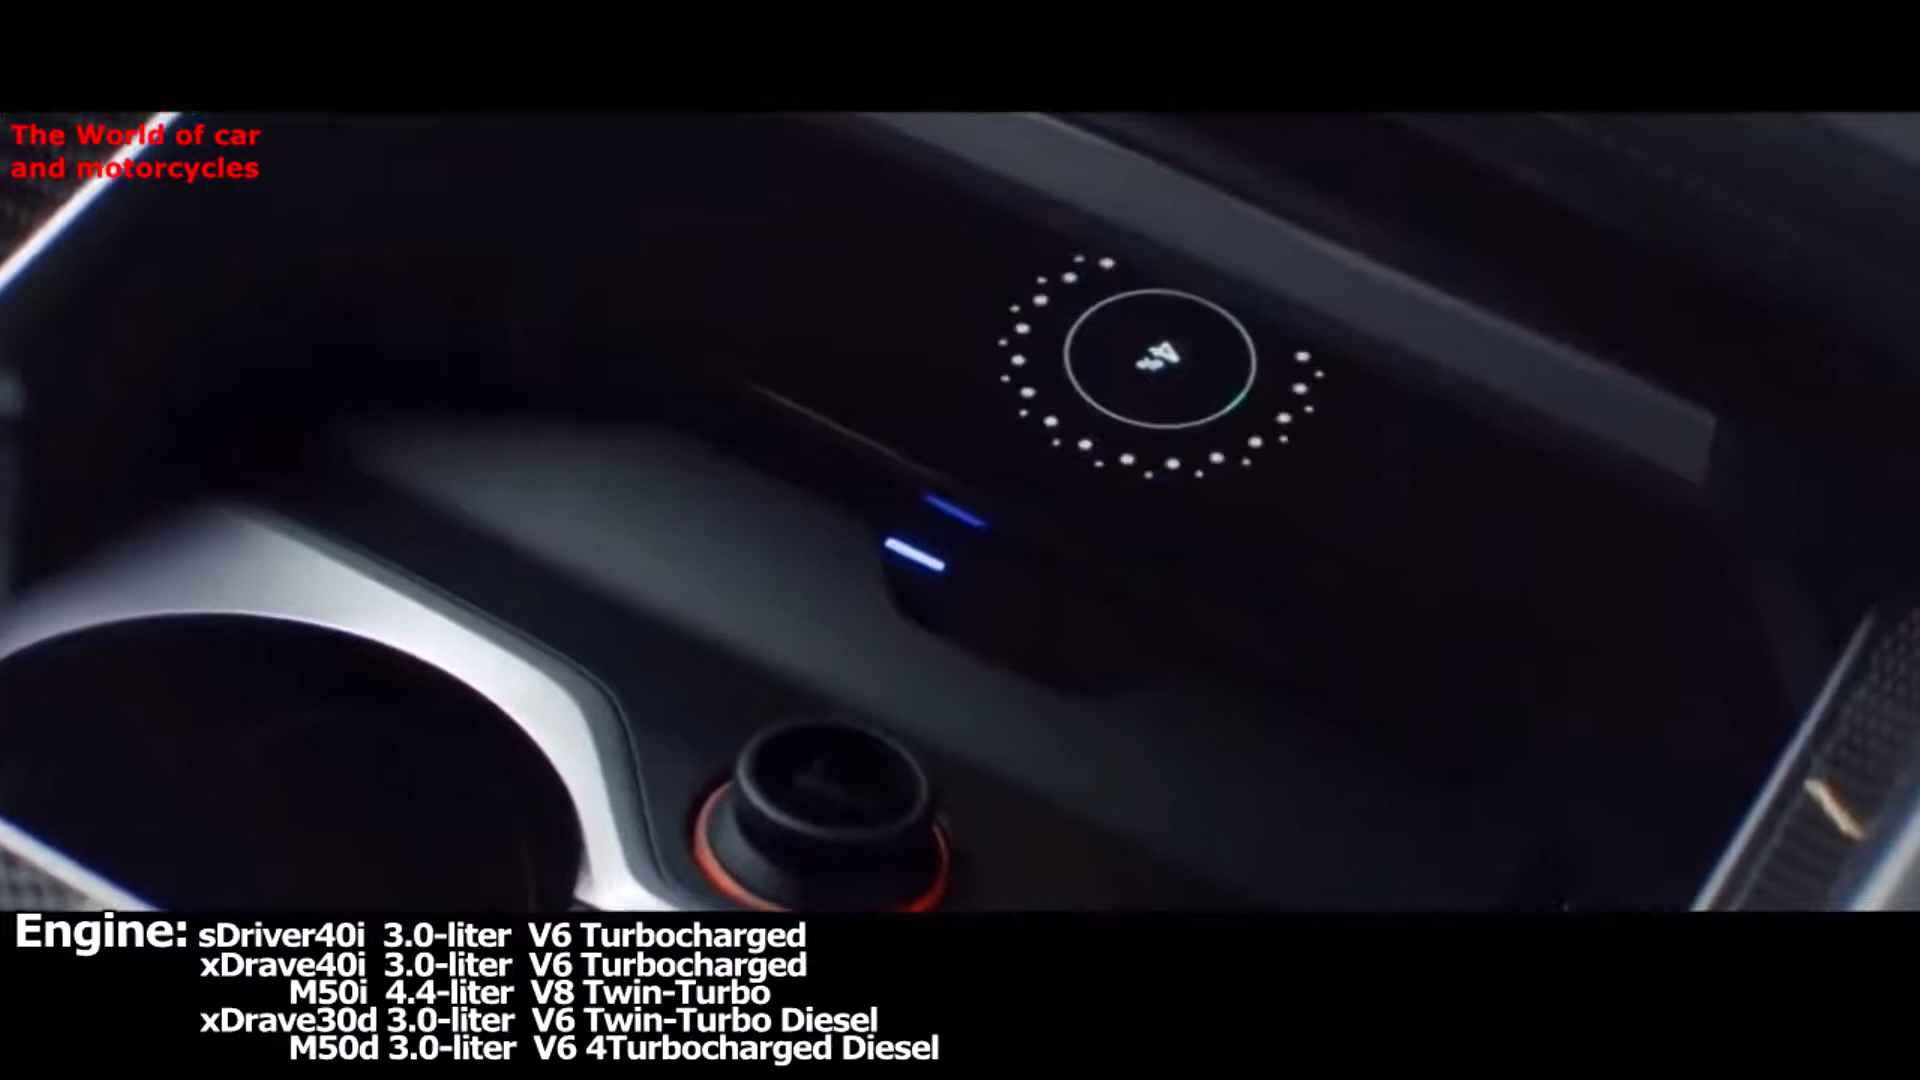 The World of car
and motorcycles
Engine: sDriver40i 3.0-liter V6 Turbocharged
xDrave40i 3.0-liter V6 Turbocharged
M50i 4.4-liter V8 Twin-Turbo
xDrave30d 3.0-liter V6 Twin-Turbo Diesel
M50d 3.0-liter V6 4Turbocharged Diesel